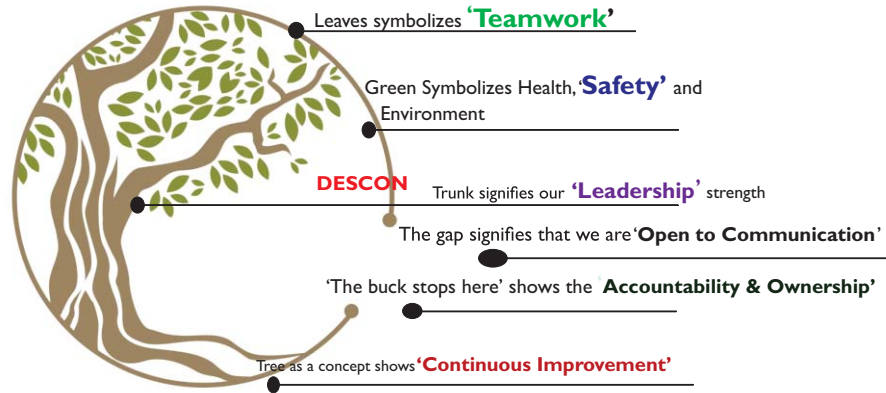 Leaves symbolizes ‘Teamwork’
Green Symbolizes Health, ‘Safety’ and
Environment
DESCON
Trunk signifies our ‘Leadership’ strength
The gap signifies that we are ‘Open to Communication’
‘The buck stops here’ shows the ‘Accountability & Ownership’
Tree as a concept shows ‘Continuous Improvement’